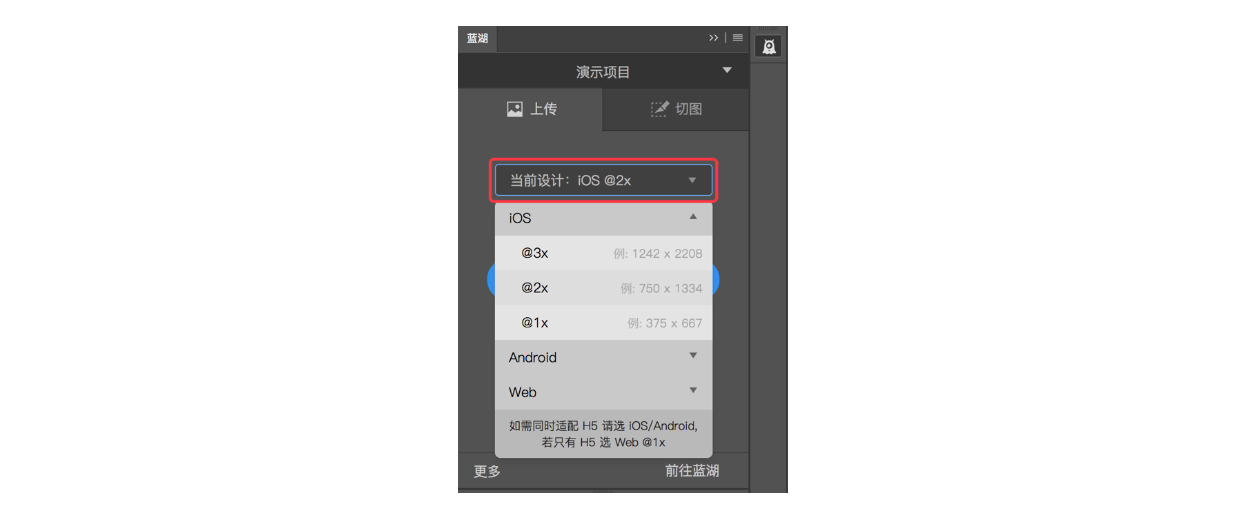 蓝湖
演示项目
上传
切图
当前设计：iOS @2x
iOS
@3x 例: 1242 x 2208
@2x 例: 750 x 1334
@1x 例: 375 x 667
Android
Web
如需同时适配 H5 请选 iOS/Android,
若只有 H5 选 Web @1x
更多
前往蓝湖